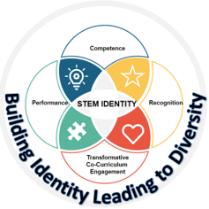 Competence
Performance
STEM IDENTITY
Recognition
Transformative
Co-Curriculum
Engagement
Building Identity Leading to Diversity